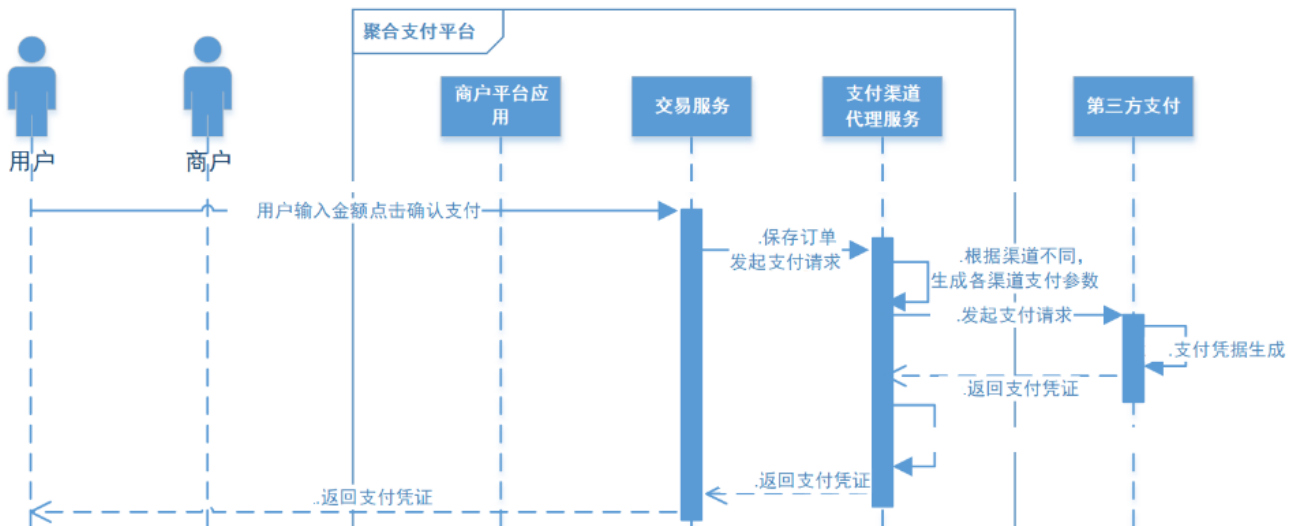 聚合支付平台
商户平台应
用
交易服务
支付渠道
代理服务
第三方支付
用户
商户
用户输入金额点击确认支付
.保存订单
发起支付请求
.根据渠道不同，
生成各渠道支付参数
.发起支付请求
.支付凭据生成
.返回支付凭证
.返回支付凭证
.返回支付凭证